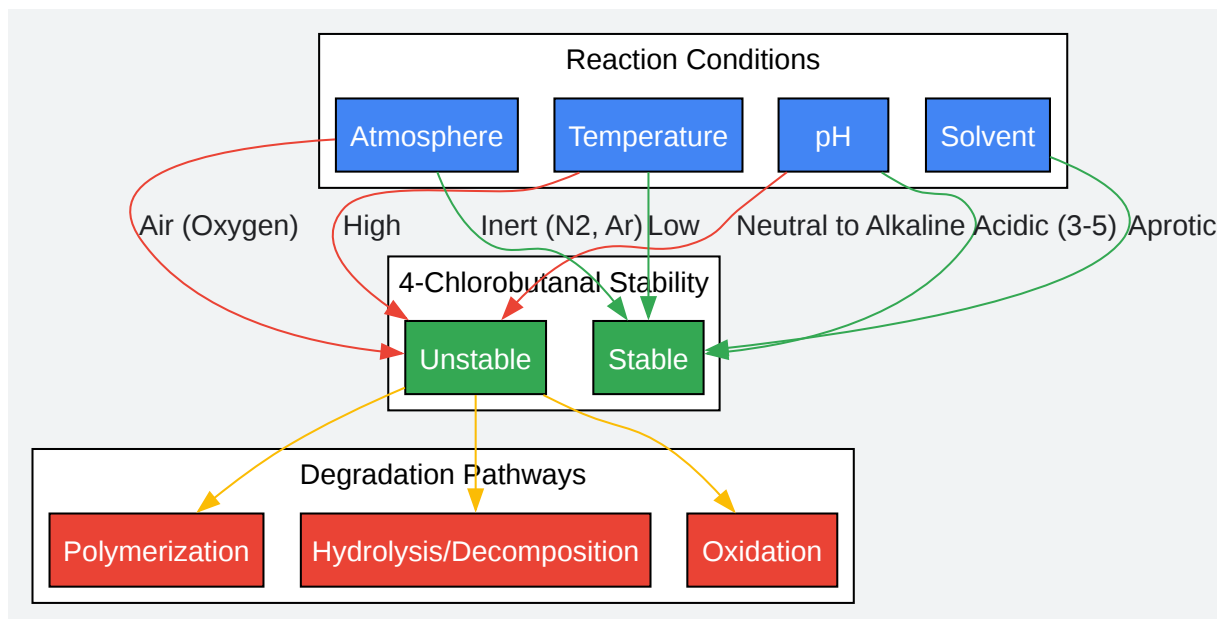 Reaction Conditions
Atmosphere
Temperature
pH
Solvent
Air (Oxygen)
High
Inert (N2, Ar)
Low
Neutral to Alkaline
Acidic (3-5)
Aprotic
4-Chlorobutanal Stability
Unstable
Stable
Degradation Pathways
Polymerization
Hydrolysis/Decomposition
Oxidation